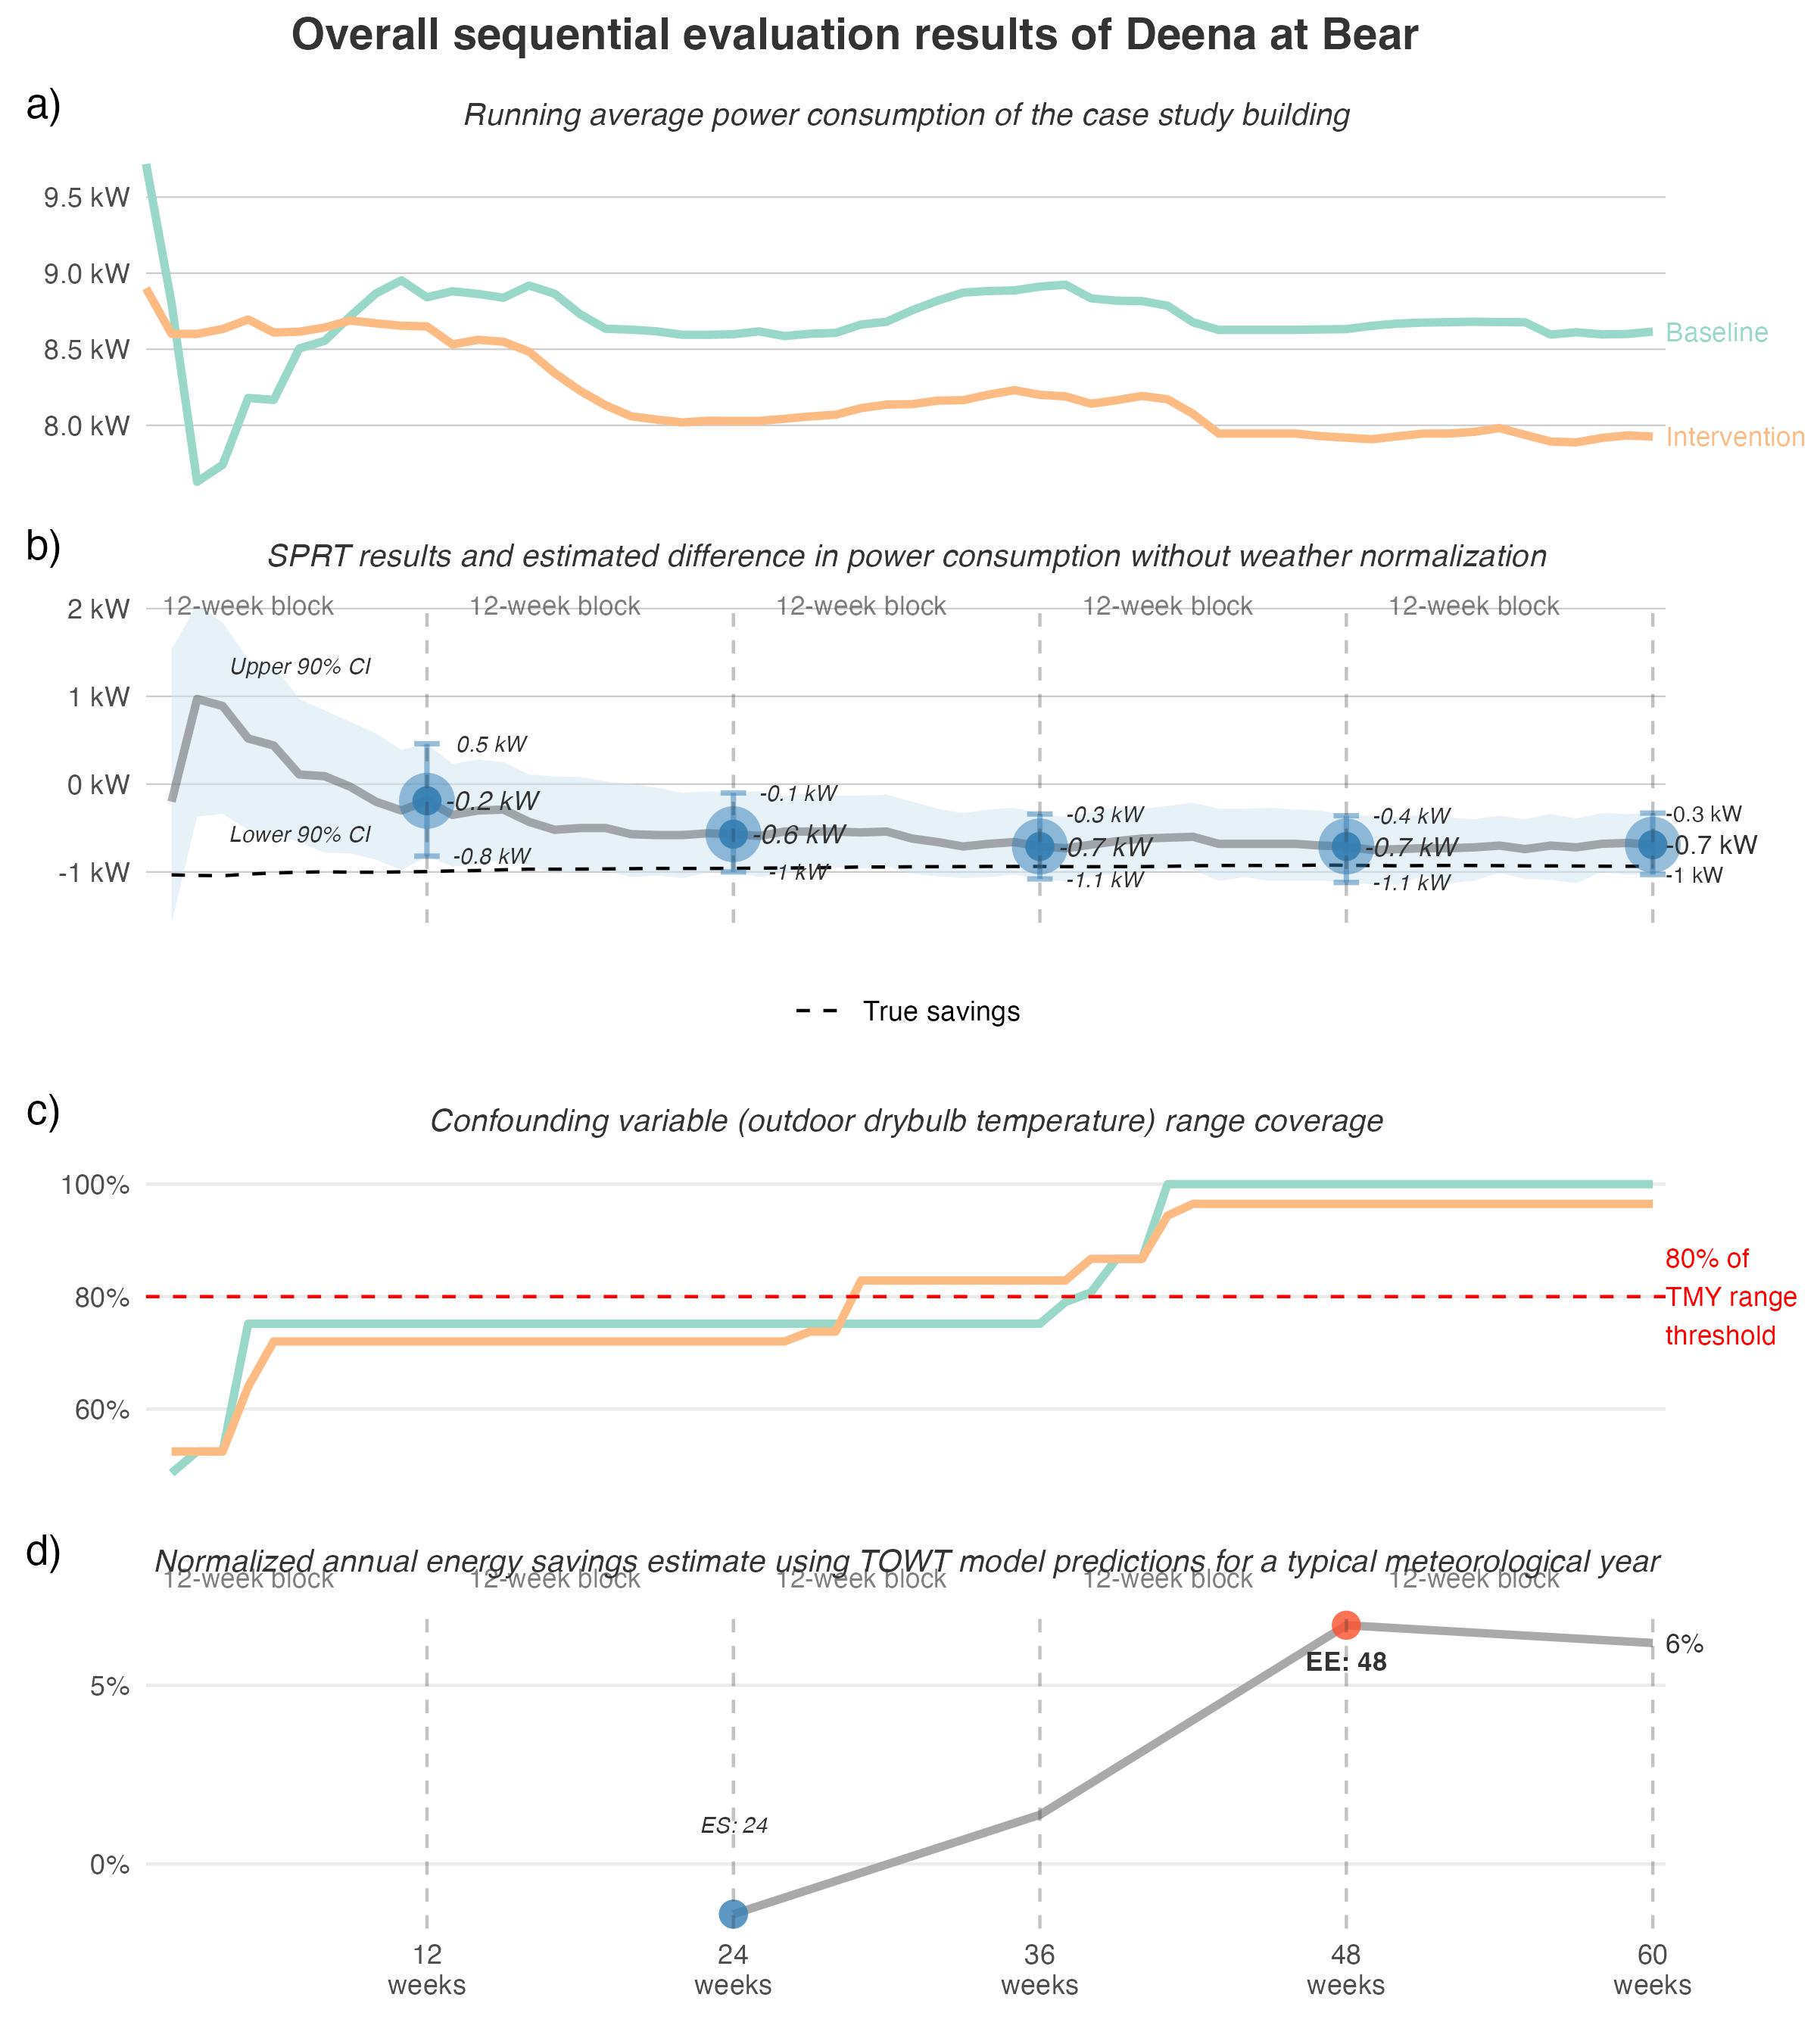 Overall sequential evaluation results of Deena at Bear
a)
Running average power consumption of the case study building
9.5 kW
9.0 kW
8.5 kW
8.0 kW
Baseline
Intervention
b)
SPRT results and estimated difference in power consumption without weather normalization
12-week block 12-week block 12-week block 12-week block 12-week block
2 kW
1 kW
0 kW
-1 kW
Upper 90% CI
Lower 90% CI
0.5 kW
-0.2 kW
-0.8 kW
-0.1 kW
-0.6 kW
-1 kW
-0.3 kW
-0.7 kW
-1.1 kW
-0.4 kW
-0.7 kW
-1.1 kW
-0.3 kW
-0.7 kW
-1 kW
True savings
c)
Confounding variable (outdoor drybulb temperature) range coverage
100%
80%
60%
80% of
TMY range
threshold
d)
Normalized annual energy savings estimate using TOWT model predictions for a typical meteorological year
12-week block 12-week block 12-week block 12-week block 12-week block
5%
0%
ES: 24
EE: 48
6%
12 24 36 48 60
weeks weeks weeks weeks weeks